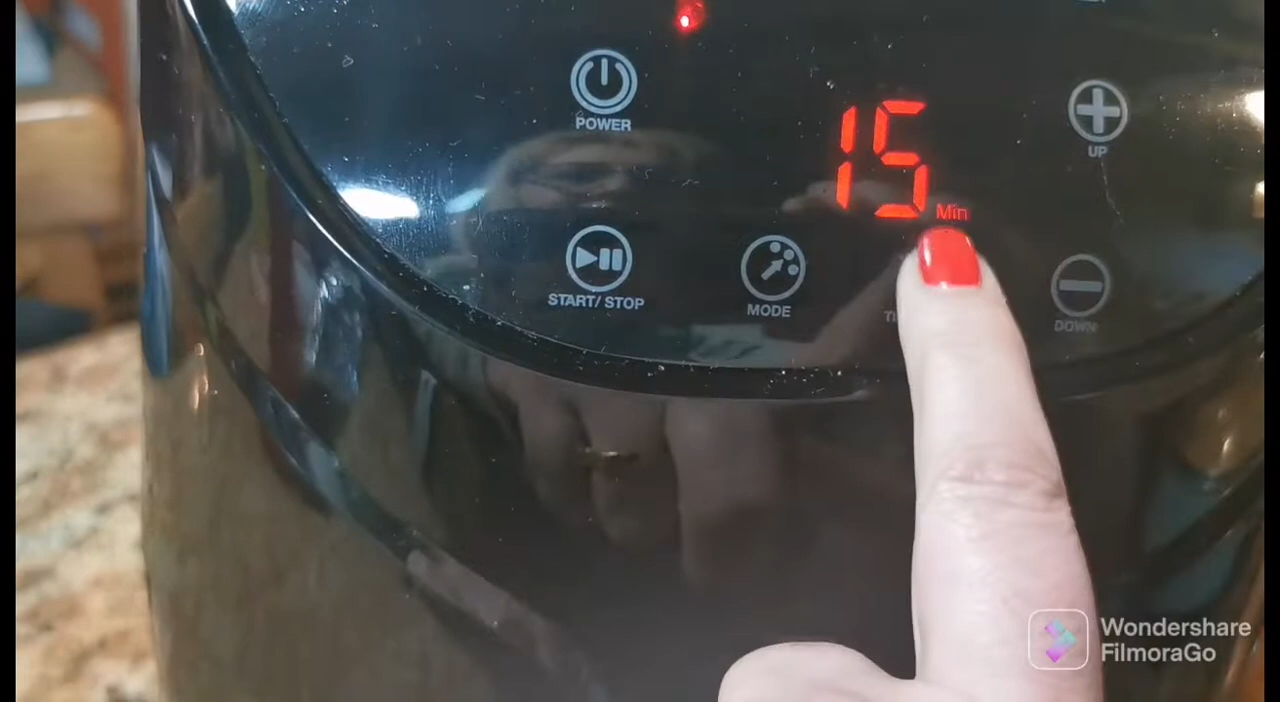 POWER
15
Min
UP
START/ STOP
MODE
DOWN
Wondershare
FilmoraGo